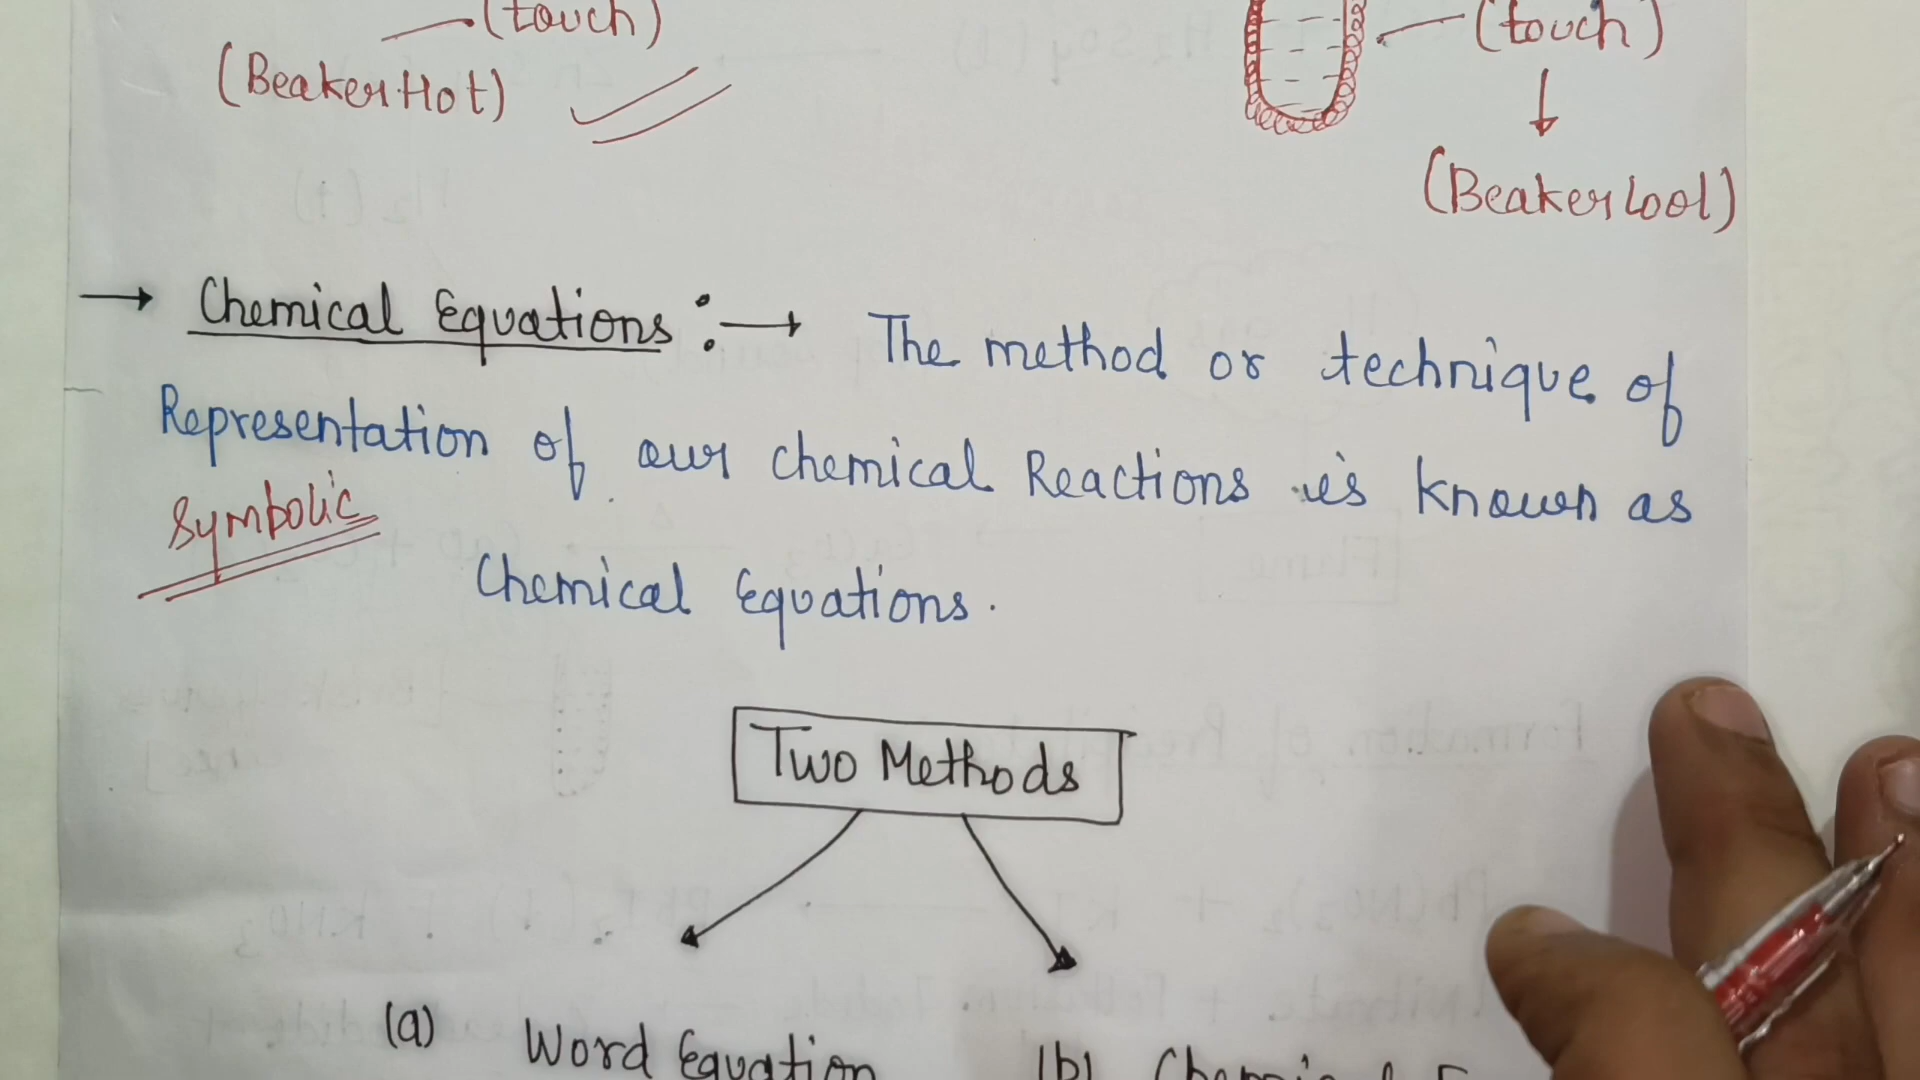 (touch)
(touch)
(Beaker Hot)
(Beaker Cool)
→ Chemical Equations :→ The method or technique of
Representation of our chemical Reactions is known as
Symbolic
Chemical Equations.
Two Methods
(a) Word Equation
(b) Chemical